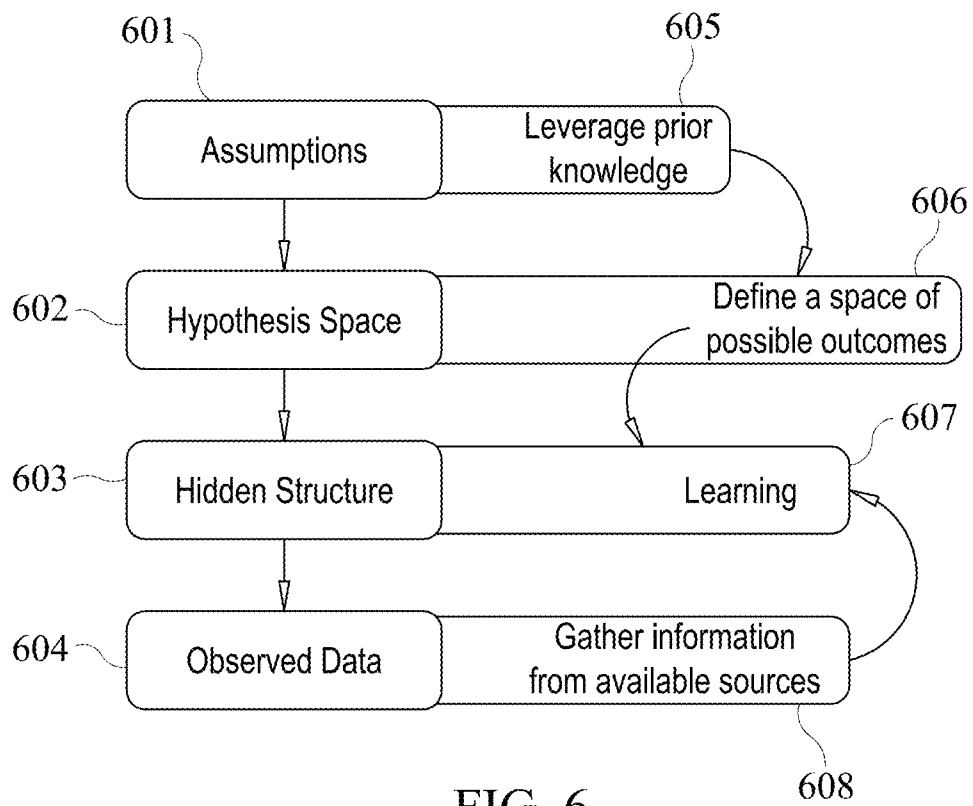 601
605
Assumptions
Leverage prior
knowledge
606
602
Hypothesis Space
Define a space of
possible outcomes
607
603
Hidden Structure
Learning
604
Observed Data
Gather information
from available sources
608
FIG. 6